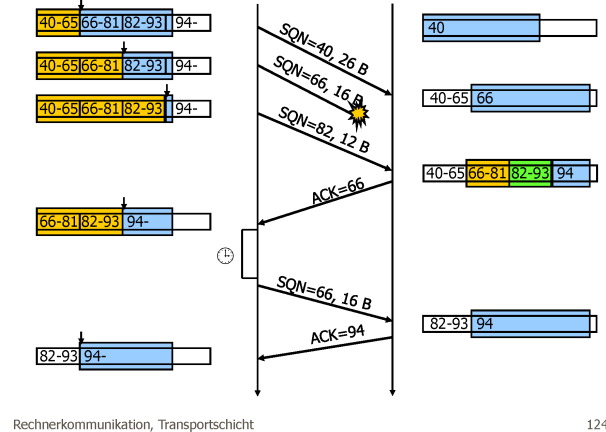 40-65 66-81 82-93 94-
40-65 66-81 82-93 94-
40-65 66-81 82-93 94-
66-81 82-93 94-
82-93 94-
SQN=40, 26 B
SQN=66, 16 B
SQN=82, 12 B
ACK=66
SQN=66, 16 B
ACK=94
40
40-65 66
40-65 66-81 82-93 94
82-93 94
Rechnerkommunikation, Transportschicht
124